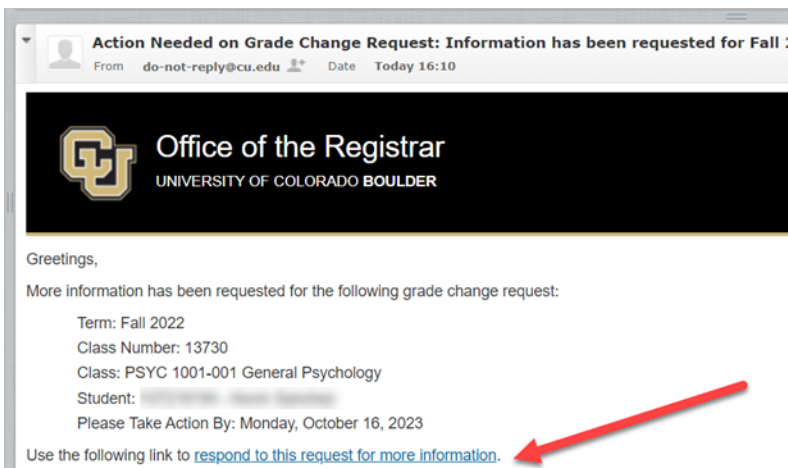 Action Needed on Grade Change Request: Information has been requested for Fall
From do-not-reply@cu.edu Date Today 16:10
CU
Office of the Registrar
UNIVERSITY OF COLORADO BOULDER
Greetings,
More information has been requested for the following grade change request:
Term: Fall 2022
Class Number: 13730
Class: PSYC 1001-001 General Psychology
Student:
Please Take Action By: Monday, October 16, 2023
Use the following link to respond to this request for more information.